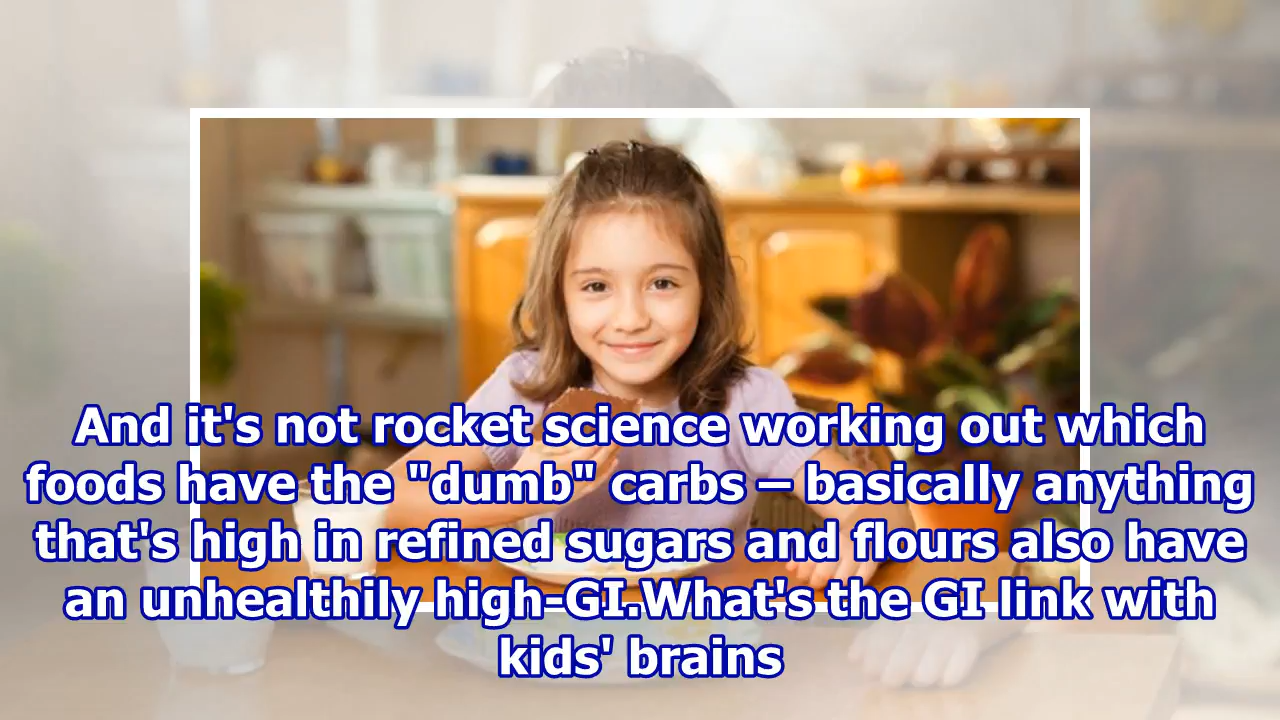 And it's not rocket science working out which
foods have the "dumb" carbs – basically anything
that's high in refined sugars and flours also have
an unhealthily high-GI.What's the GI link with
kids' brains